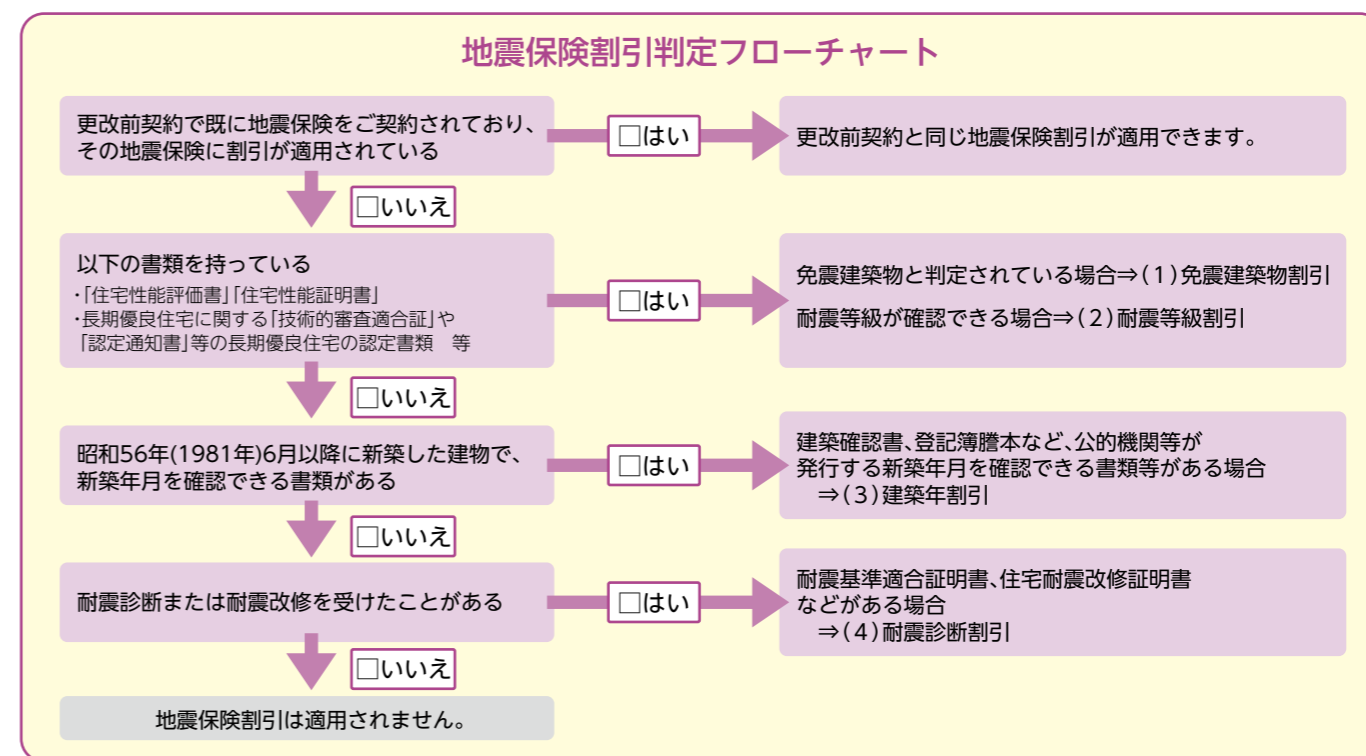 地震保険割引判定フローチャート
更改前契約で既に地震保険をご契約されており、
その地震保険に割引が適用されている
□はい
更改前契約と同じ地震保険割引が適用できます。
□いいえ
以下の書類を持っている
・「住宅性能評価書」「住宅性能証明書」
・長期優良住宅に関する「技術的審査適合証」や
「認定通知書」等の長期優良住宅の認定書類　等
□はい
免震建築物と判定されている場合⇒(1)免震建築物割引
耐震等級が確認できる場合⇒(2)耐震等級割引
□いいえ
昭和56年(1981年)6月以降に新築した建物で、
新築年月を確認できる書類がある
□はい
建築確認書、登記簿謄本など、公的機関等が
発行する新築年月を確認できる書類等がある場合
⇒(3)建築年割引
□いいえ
耐震診断または耐震改修を受けたことがある
□はい
耐震基準適合証明書、住宅耐震改修証明書
などがある場合
⇒(4)耐震診断割引
□いいえ
地震保険割引は適用されません。